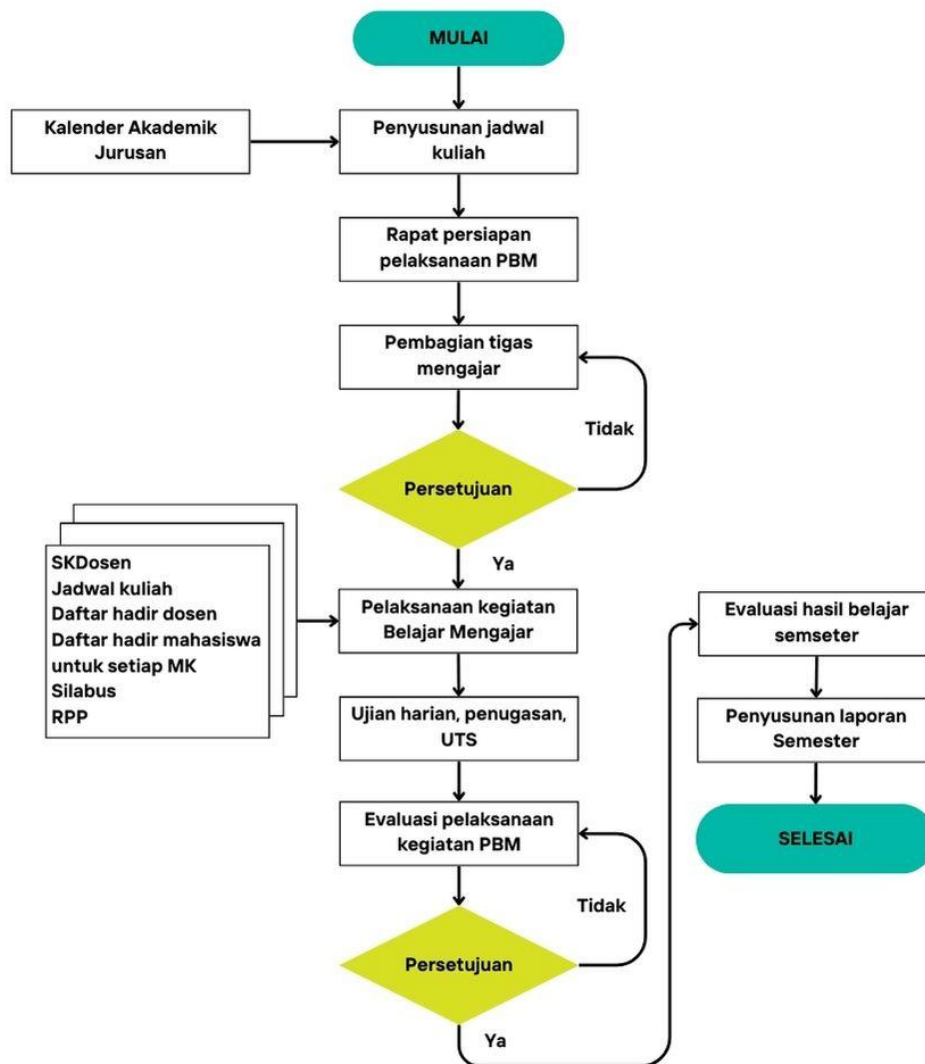 MULAI
Kalender Akademik
Jurusan
Penyusunan jadwal
kuliah
Rapat persiapan
pelaksanaan PBM
Pembagian tigas
mengajar
Tidak
Persetujuan
Ya
SKDosen
Jadwal kuliah
Daftar hadir dosen
Daftar hadir mahasiswa
untuk setiap MK
Silabus
RPP
Pelaksanaan kegiatan
Belajar Mengajar
Ujian harian, penugasan,
UTS
Evaluasi pelaksanaan
kegiatan PBM
Tidak
Persetujuan
Ya
Evaluasi hasil belajar
semseter
Penyusunan laporan
Semester
SELESAI